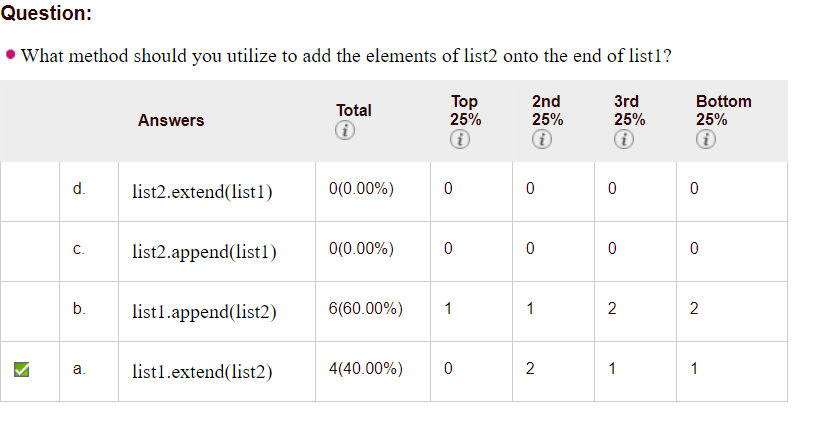 Question:
What method should you utilize to add the elements of list2 onto the end of list1?
Answers Total Top 25% 2nd 25% 3rd 25% Bottom 25%
d. list2.extend(list1) 0(0.00%) 0 0 0 0
c. list2.append(list1) 0(0.00%) 0 0 0 0
b. list1.append(list2) 6(60.00%) 1 1 2 2
a. list1.extend(list2) 4(40.00%) 0 2 1 1